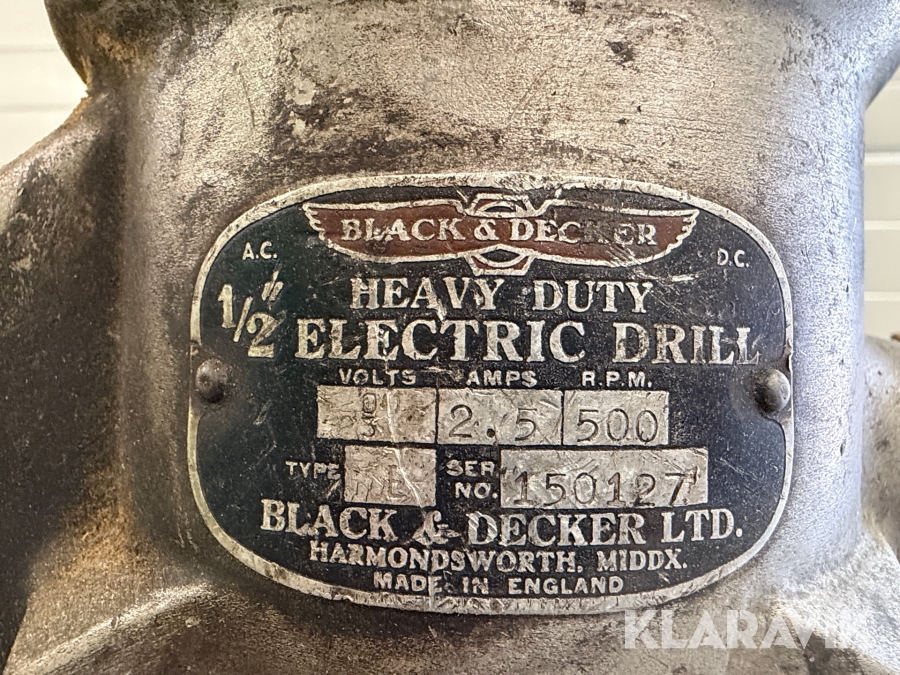 BLACK & DECKER
A.C. D.C.
HEAVY DUTY
1/2" ELECTRIC DRILL
VOLTS AMPS R.P.M.
2.5 500
TYPE SER.
NO. 150127
BLACK & DECKER LTD.
HARMONDSWORTH, MIDDX.
MADE IN ENGLAND
KLARAVIK